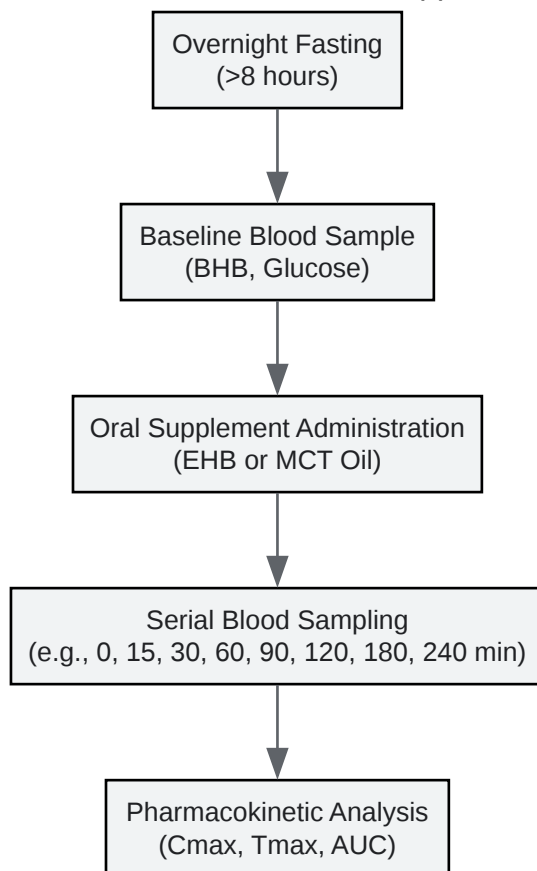 Overnight Fasting
(>8 hours)
Baseline Blood Sample
(BHB, Glucose)
Oral Supplement Administration
(EHB or MCT Oil)
Serial Blood Sampling
(e.g., 0, 15, 30, 60, 90, 120, 180, 240 min)
Pharmacokinetic Analysis
(Cmax, Tmax, AUC)